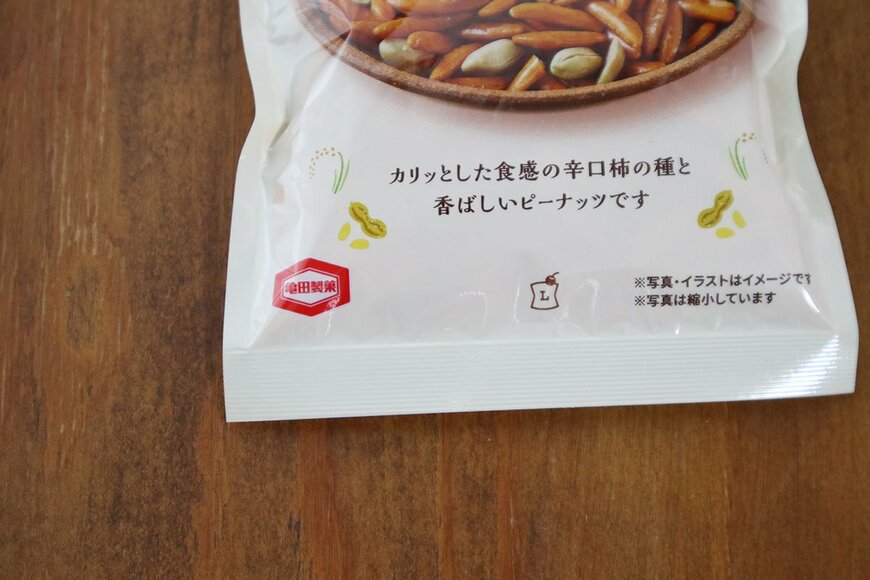 カリッとした食感の辛口柿の種と
香ばしいピーナッツです
亀田製菓
L
※写真・イラストはイメージです
※写真は縮小しています